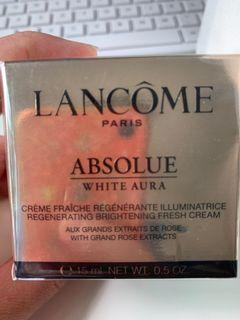 LANCÔME
PARIS
ABSOLUE
WHITE AURA
CRÈME FRAÎCHE RÉGÉNÉRANTE ILLUMINATRICE
REGENERATING BRIGHTENING FRESH CREAM
AUX GRANDS EXTRAITS DE ROSE
WITH GRAND ROSE EXTRACTS
15 ml NET WT. 0.5 OZ.